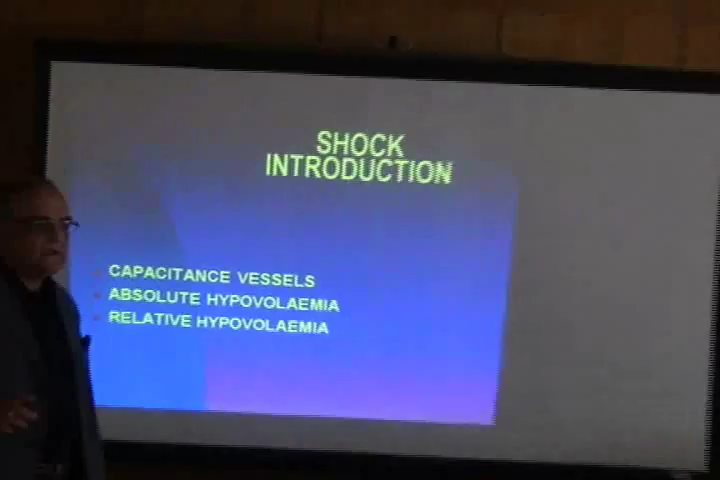 SHOCK
INTRODUCTION
CAPACITANCE VESSELS
ABSOLUTE HYPOVOLAEMIA
RELATIVE HYPOVOLAEMIA